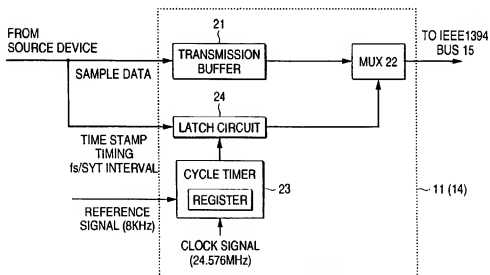 FROM
SOURCE DEVICE
SAMPLE DATA
21
TRANSMISSION
BUFFER
MUX 22
TO IEEE1394
BUS 15
24
LATCH CIRCUIT
TIME STAMP
TIMING
fs/SYT INTERVAL
CYCLE TIMER
REGISTER
23
11 (14)
REFERENCE
SIGNAL (8KHz)
CLOCK SIGNAL
(24.576MHz)